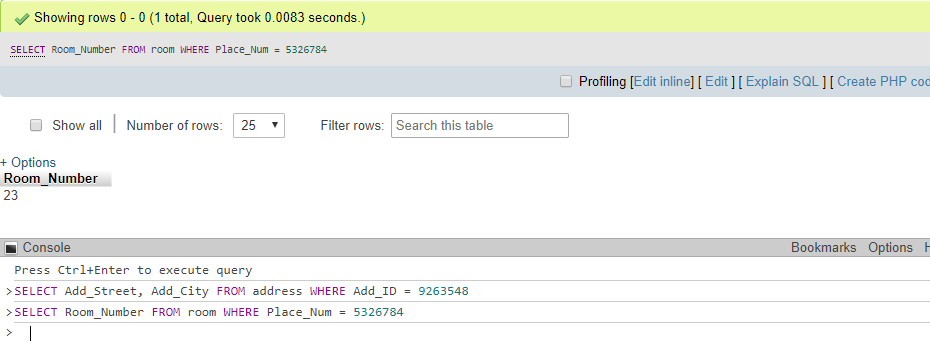 Showing rows 0 - 0 (1 total, Query took 0.0083 seconds.)
SELECT Room_Number FROM room WHERE Place_Num = 5326784
Profiling [Edit inline] [ Edit ] [ Explain SQL ] [ Create PHP cod
Show all | Number of rows: 25 Filter rows: Search this table
+ Options
Room_Number
23
Console Bookmarks Options H
Press Ctrl+Enter to execute query
>SELECT Add_Street, Add_City FROM address WHERE Add_ID = 9263548
>SELECT Room_Number FROM room WHERE Place_Num = 5326784
>